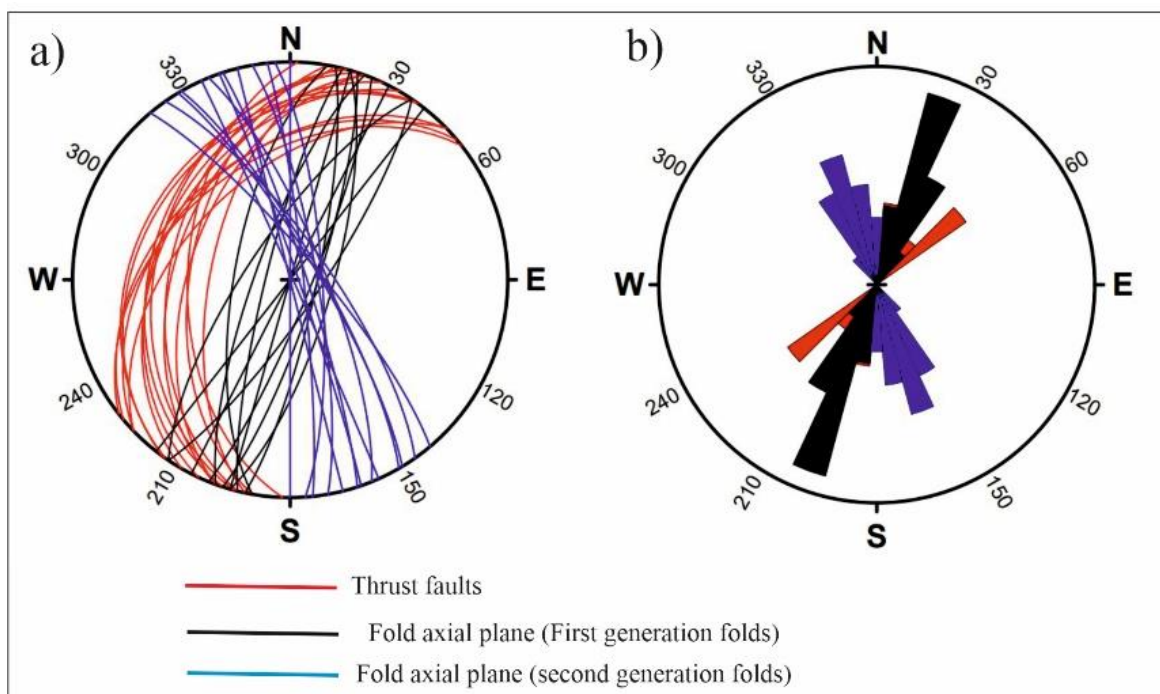 a)
N
330
30
300
60
W
E
240
120
210
150
S
b)
N
330
30
300
60
W
E
240
120
210
150
S
Thrust faults
Fold axial plane (First generation folds)
Fold axial plane (second generation folds)